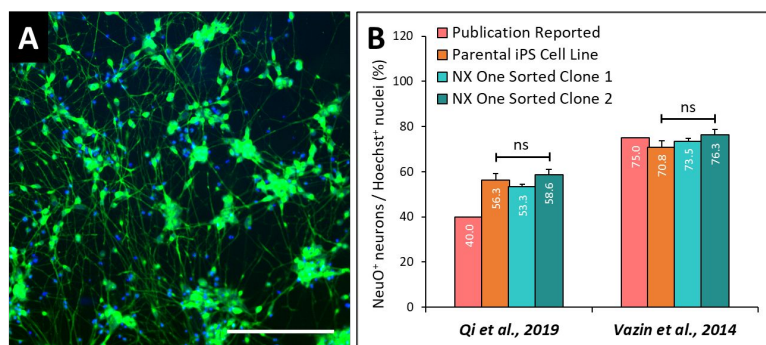 A
B
Publication Reported
Parental iPS Cell Line
NX One Sorted Clone 1
NX One Sorted Clone 2
NeuO⁺ neurons / Hoechst⁺ nuclei (%)
120
100
80
60
40
20
0
ns
ns
40.0
56.3
53.3
58.6
75.0
70.8
73.5
76.3
Qi et al., 2019
Vazin et al., 2014